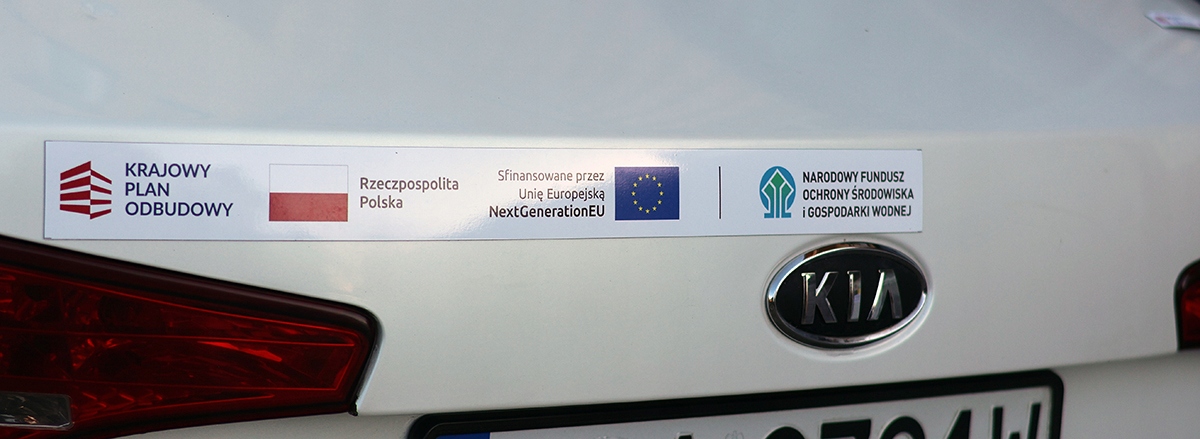 KRAJOWY
PLAN
ODBUDOWY
Rzeczpospolita
Polska
Sfinansowane przez
Unię Europejską
NextGenerationEU
NARODOWY FUNDUSZ
OCHRONY ŚRODOWISKA
i GOSPODARKI WODNEJ
KIA